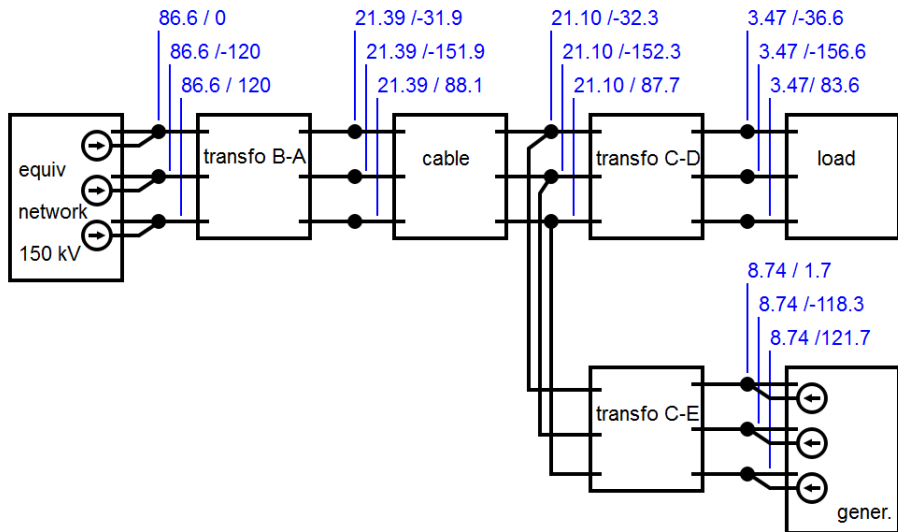 86.6 / 0
86.6 /-120
86.6 / 120
21.39 /-31.9
21.39 /-151.9
21.39 / 88.1
21.10 /-32.3
21.10 /-152.3
21.10 / 87.7
3.47 /-36.6
3.47 /-156.6
3.47/ 83.6
equiv
network
150 kV
transfo B-A
cable
transfo C-D
load
8.74 / 1.7
8.74 /-118.3
8.74 /121.7
transfo C-E
gener.